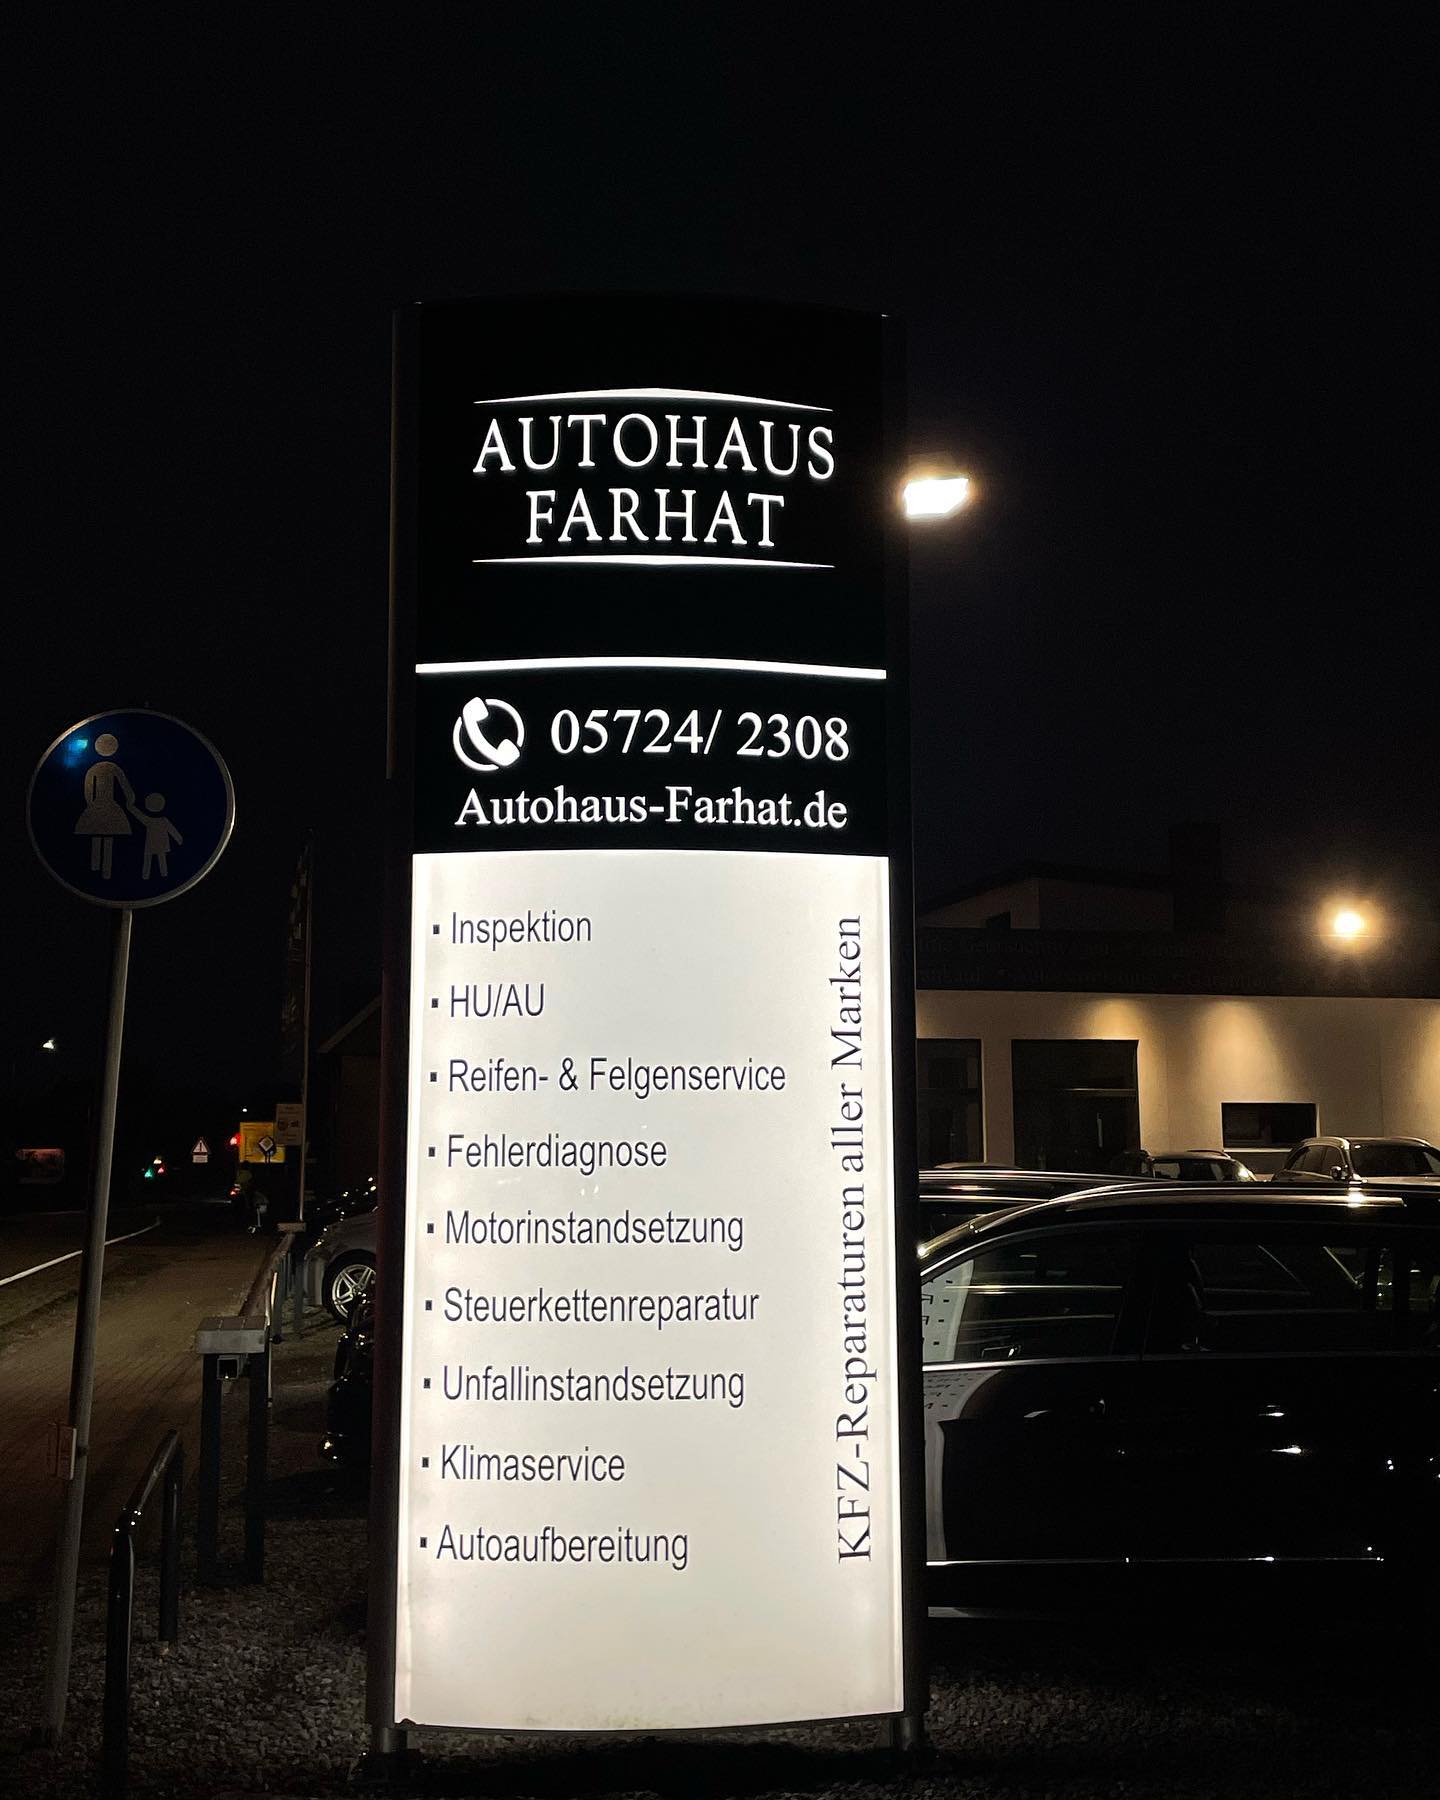 AUTOHAUS
FARHAT
05724/ 2308
Autohaus-Farhat.de
▪ Inspektion
▪ HU/AU
▪ Reifen- & Felgenservice
▪ Fehlerdiagnose
▪ Motorinstandsetzung
▪ Steuerkettenreparatur
▪ Unfallinstandsetzung
▪ Klimaservice
▪ Autoaufbereitung
KFZ-Reparaturen aller Marken